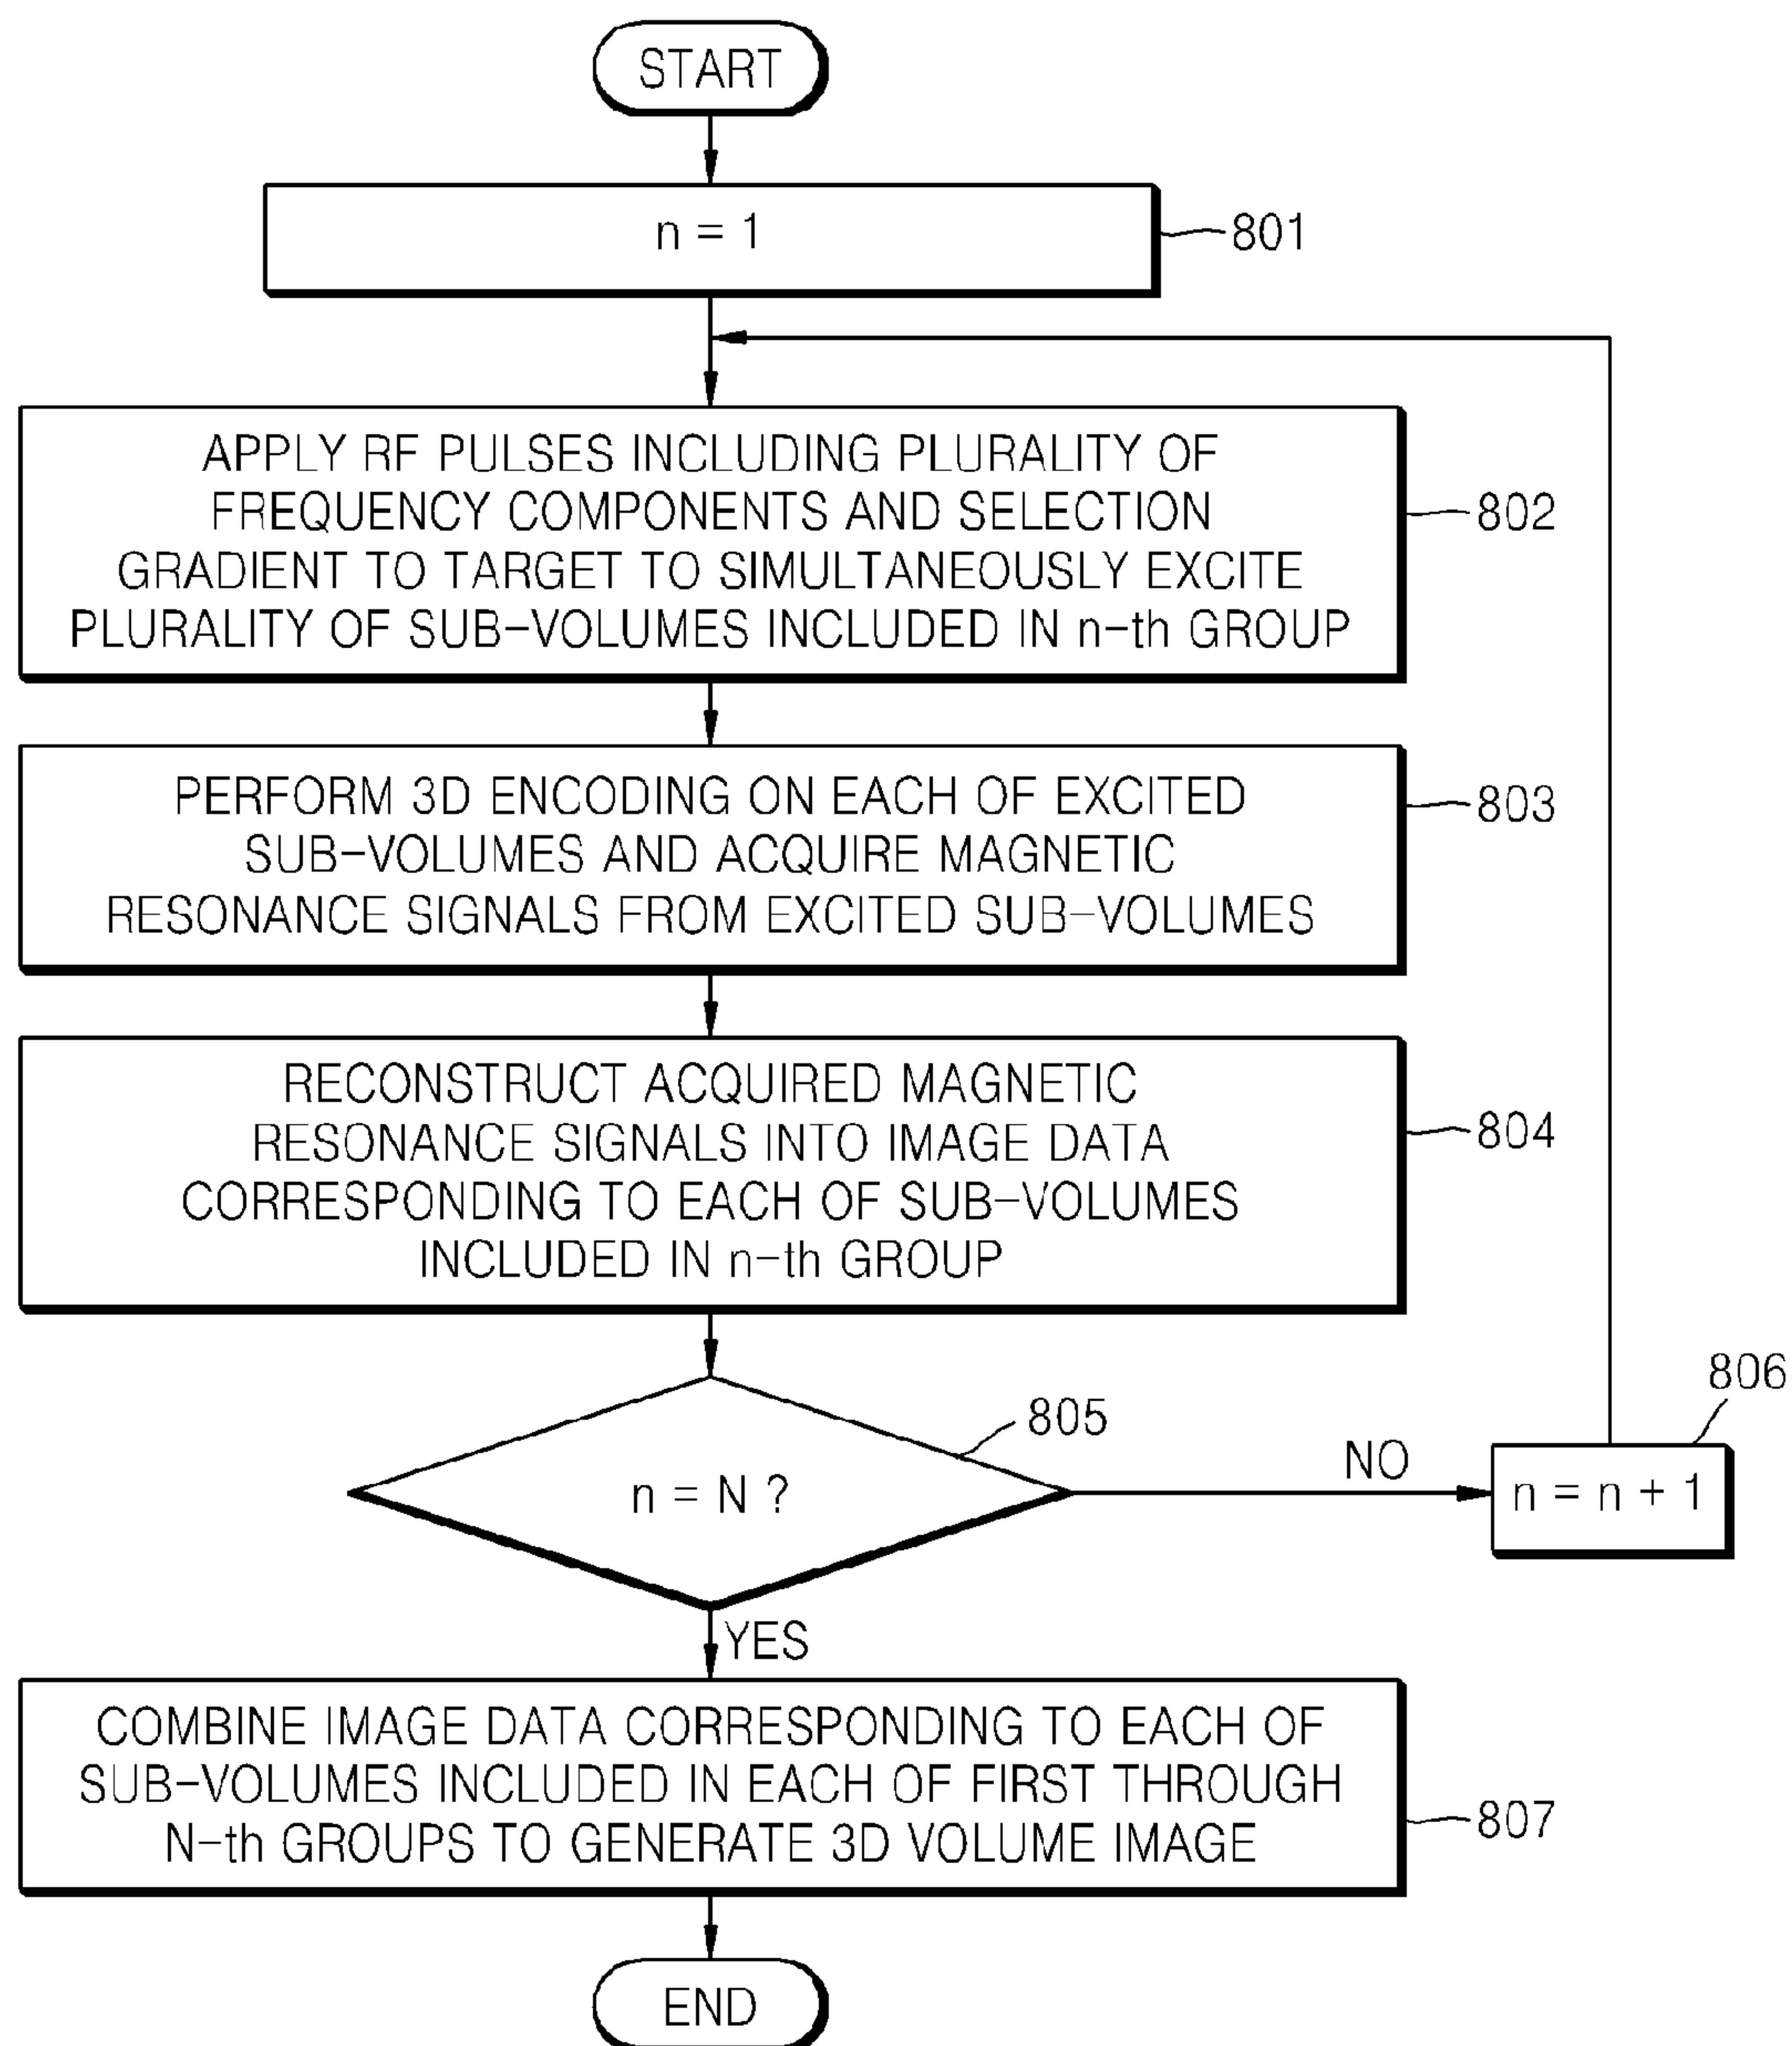 START
n = 1
801
APPLY RF PULSES INCLUDING PLURALITY OF
FREQUENCY COMPONENTS AND SELECTION
GRADIENT TO TARGET TO SIMULTANEOUSLY EXCITE
PLURALITY OF SUB-VOLUMES INCLUDED IN n-th GROUP
802
PERFORM 3D ENCODING ON EACH OF EXCITED
SUB-VOLUMES AND ACQUIRE MAGNETIC
RESONANCE SIGNALS FROM EXCITED SUB-VOLUMES
803
RECONSTRUCT ACQUIRED MAGNETIC
RESONANCE SIGNALS INTO IMAGE DATA
CORRESPONDING TO EACH OF SUB-VOLUMES
INCLUDED IN n-th GROUP
804
n = N ?
805
NO
n = n + 1
806
YES
COMBINE IMAGE DATA CORRESPONDING TO EACH OF
SUB-VOLUMES INCLUDED IN EACH OF FIRST THROUGH
N-th GROUPS TO GENERATE 3D VOLUME IMAGE
807
END